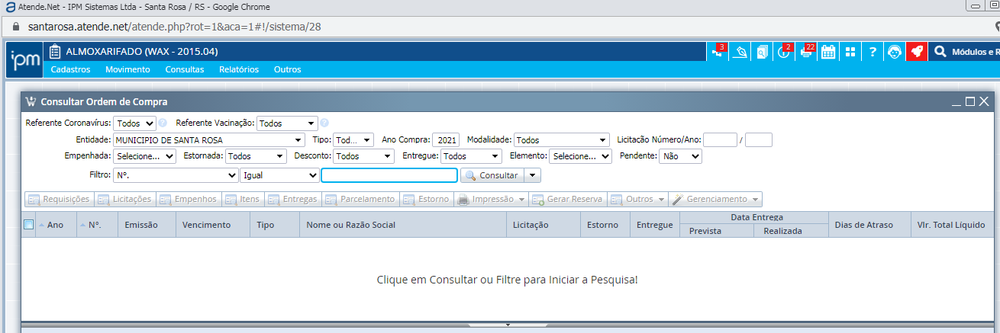 Atende.Net - IPM Sistemas Ltda - Santa Rosa / RS - Google Chrome
santarosa.atende.net/atende.php?rot=1&aca=1#!/sistema/28
ipm ALMOXARIFADO (WAX - 2015.04) 3 2 22 ? Módulos e R
Cadastros Movimento Consultas Relatórios Outros
Consultar Ordem de Compra
Referente Coronavírus: Todos ? Referente Vacinação: Todos ?
Entidade: MUNICIPIO DE SANTA ROSA Tipo: Tod... Ano Compra: 2021 Modalidade: Todos Licitação Número/Ano: /
Empenhada: Selecione... Estornada: Todos Desconto: Todos Entregue: Todos Elemento: Selecione... Pendente: Não
Filtro: Nº. Igual Consultar
Requisições Licitações Empenhos Itens Entregas Parcelamento Estorno Impressão Gerar Reserva Outros Gerenciamento
Ano Nº. Emissão Vencimento Tipo Nome ou Razão Social Licitação Estorno Entregue Data Entrega Dias de Atraso Vlr. Total Líquido
Prevista Realizada
Clique em Consultar ou Filtre para Iniciar a Pesquisa!